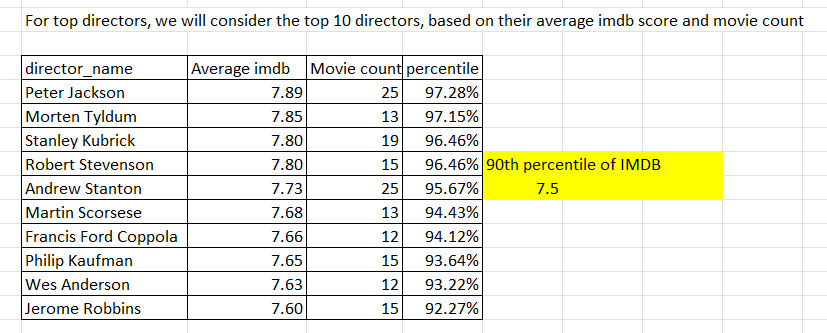 For top directors, we will consider the top 10 directors, based on their average imdb score and movie count
director_name Average imdb Movie count percentile
Peter Jackson 7.89 25 97.28%
Morten Tyldum 7.85 13 97.15%
Stanley Kubrick 7.80 19 96.46%
Robert Stevenson 7.80 15 96.46% 90th percentile of IMDB
Andrew Stanton 7.73 25 95.67% 7.5
Martin Scorsese 7.68 13 94.43%
Francis Ford Coppola 7.66 12 94.12%
Philip Kaufman 7.65 15 93.64%
Wes Anderson 7.63 12 93.22%
Jerome Robbins 7.60 15 92.27%